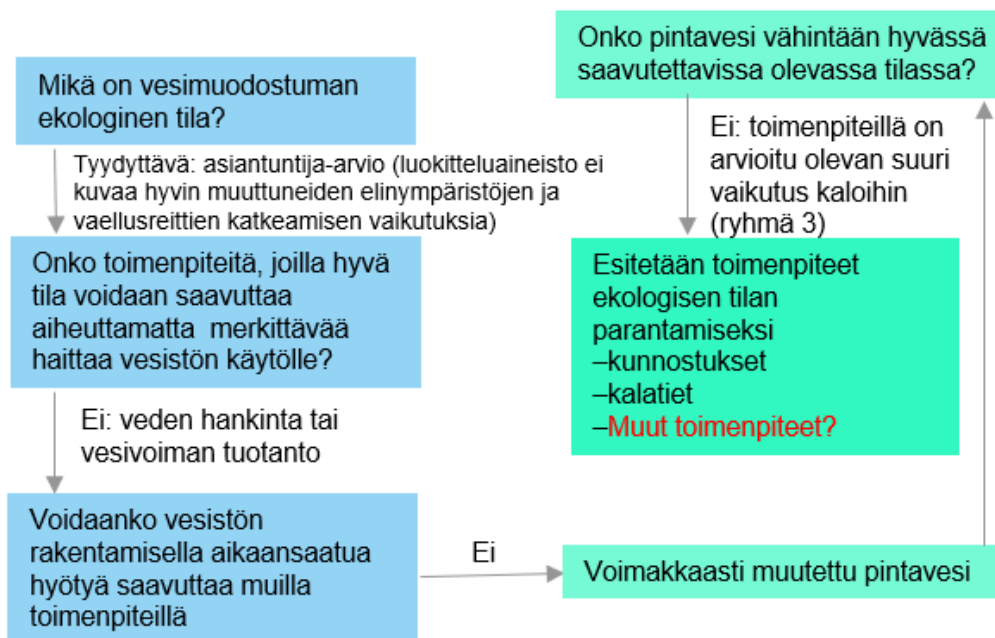 Mikä on vesimuodostuman
ekologinen tila?
Tyydyttävä: asiantuntija-arvio (luokitteluaineisto ei
kuvaa hyvin muuttuneiden elinympäristöjen ja
vaellusreittien katkeamisen vaikutuksia)
Onko toimenpiteitä, joilla hyvä
tila voidaan saavuttaa
aiheuttamatta merkittävää
haittaa vesistön käytölle?
Ei: veden hankinta tai
vesivoiman tuotanto
Voidaanko vesistön
rakentamisella aikaansaatua
hyötyä saavuttaa muilla
toimenpiteillä
Ei
Voimakkaasti muutettu pintavesi
Onko pintavesi vähintään hyvässä
saavutettavissa olevassa tilassa?
Ei: toimenpiteillä on
arvioitu olevan suuri
vaikutus kaloihin
(ryhmä 3)
Esitetään toimenpiteet
ekologisen tilan
parantamiseksi
–kunnostukset
–kalatiet
–Muut toimenpiteet?